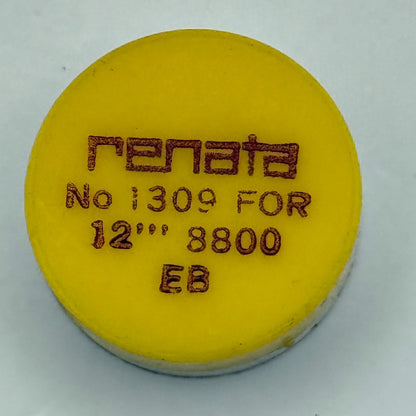 renata
No 1309 FOR
12''' 8800
EB